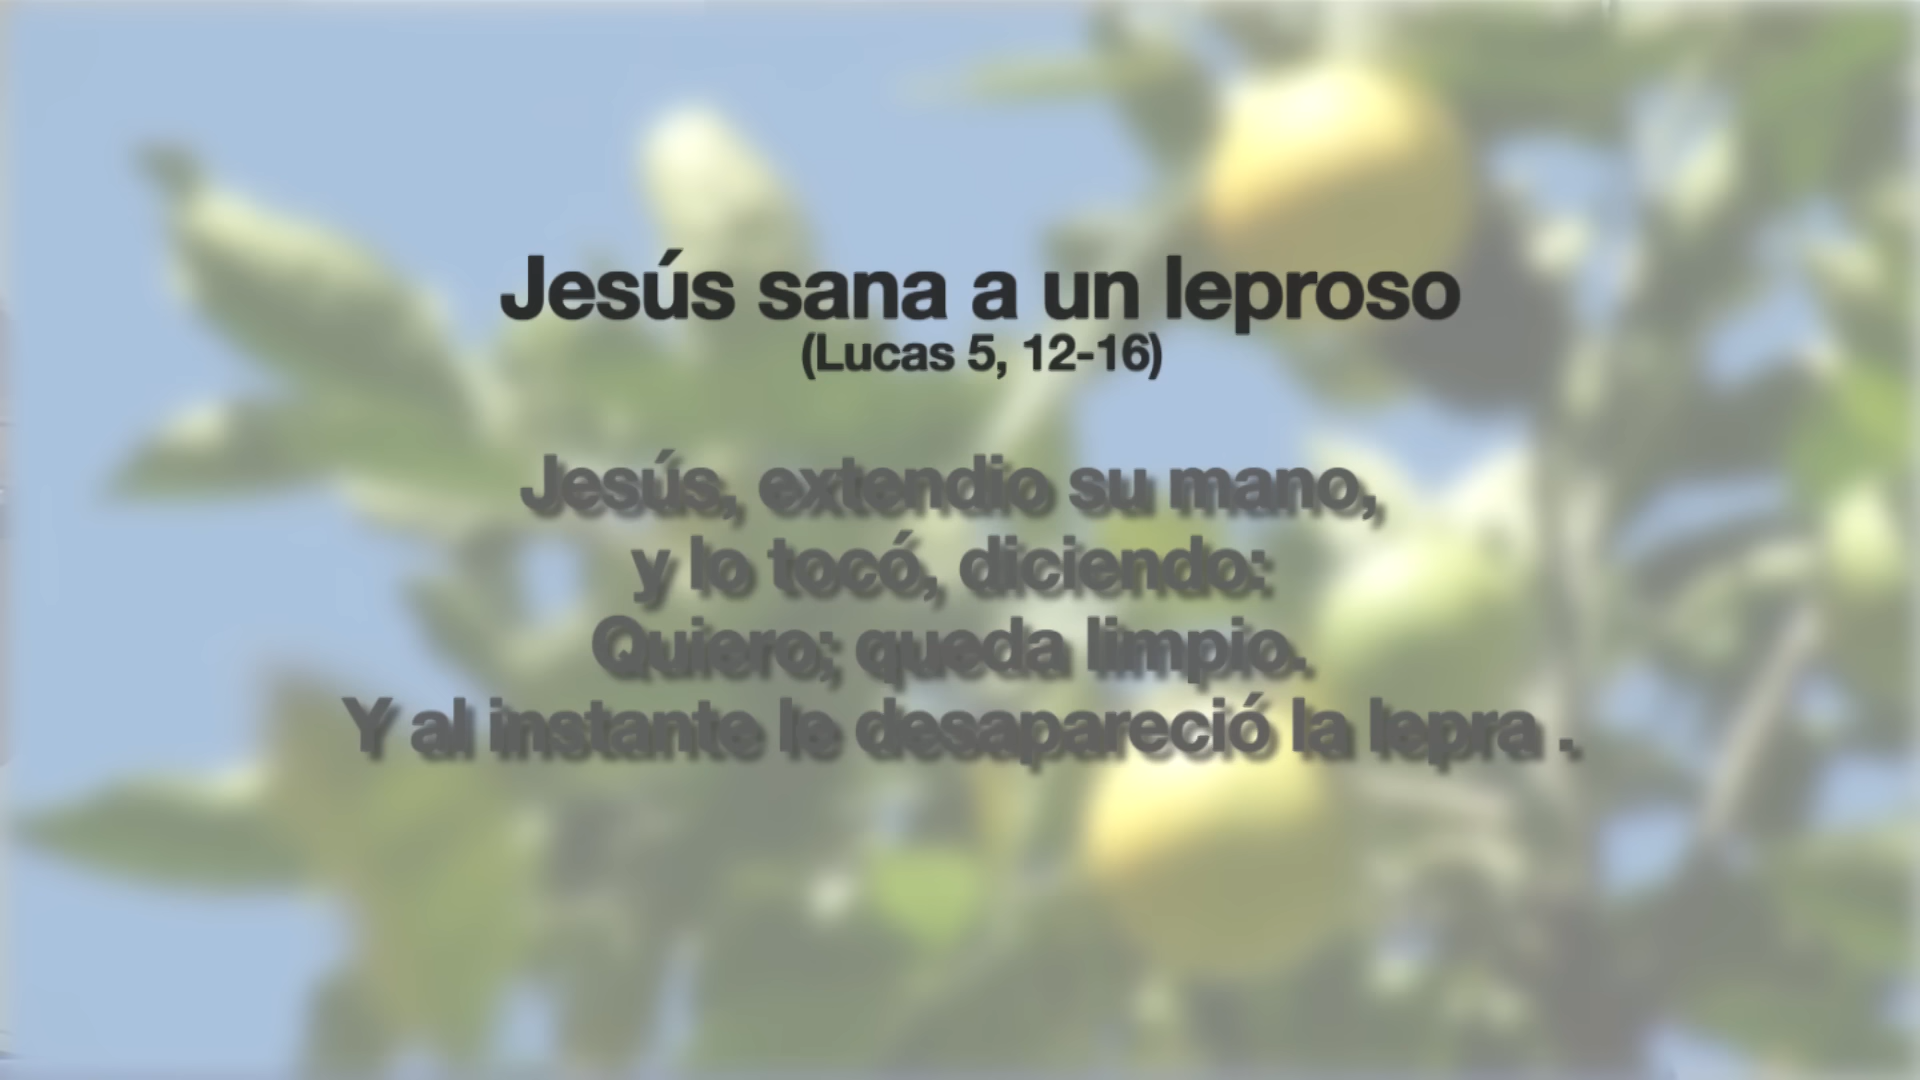 Jesús sana a un leproso
(Lucas 5, 12-16)
Jesús, extendio su mano,
y lo tocó, diciendo:
Quiero; queda limpio.
Y al instante le desapareció la lepra .